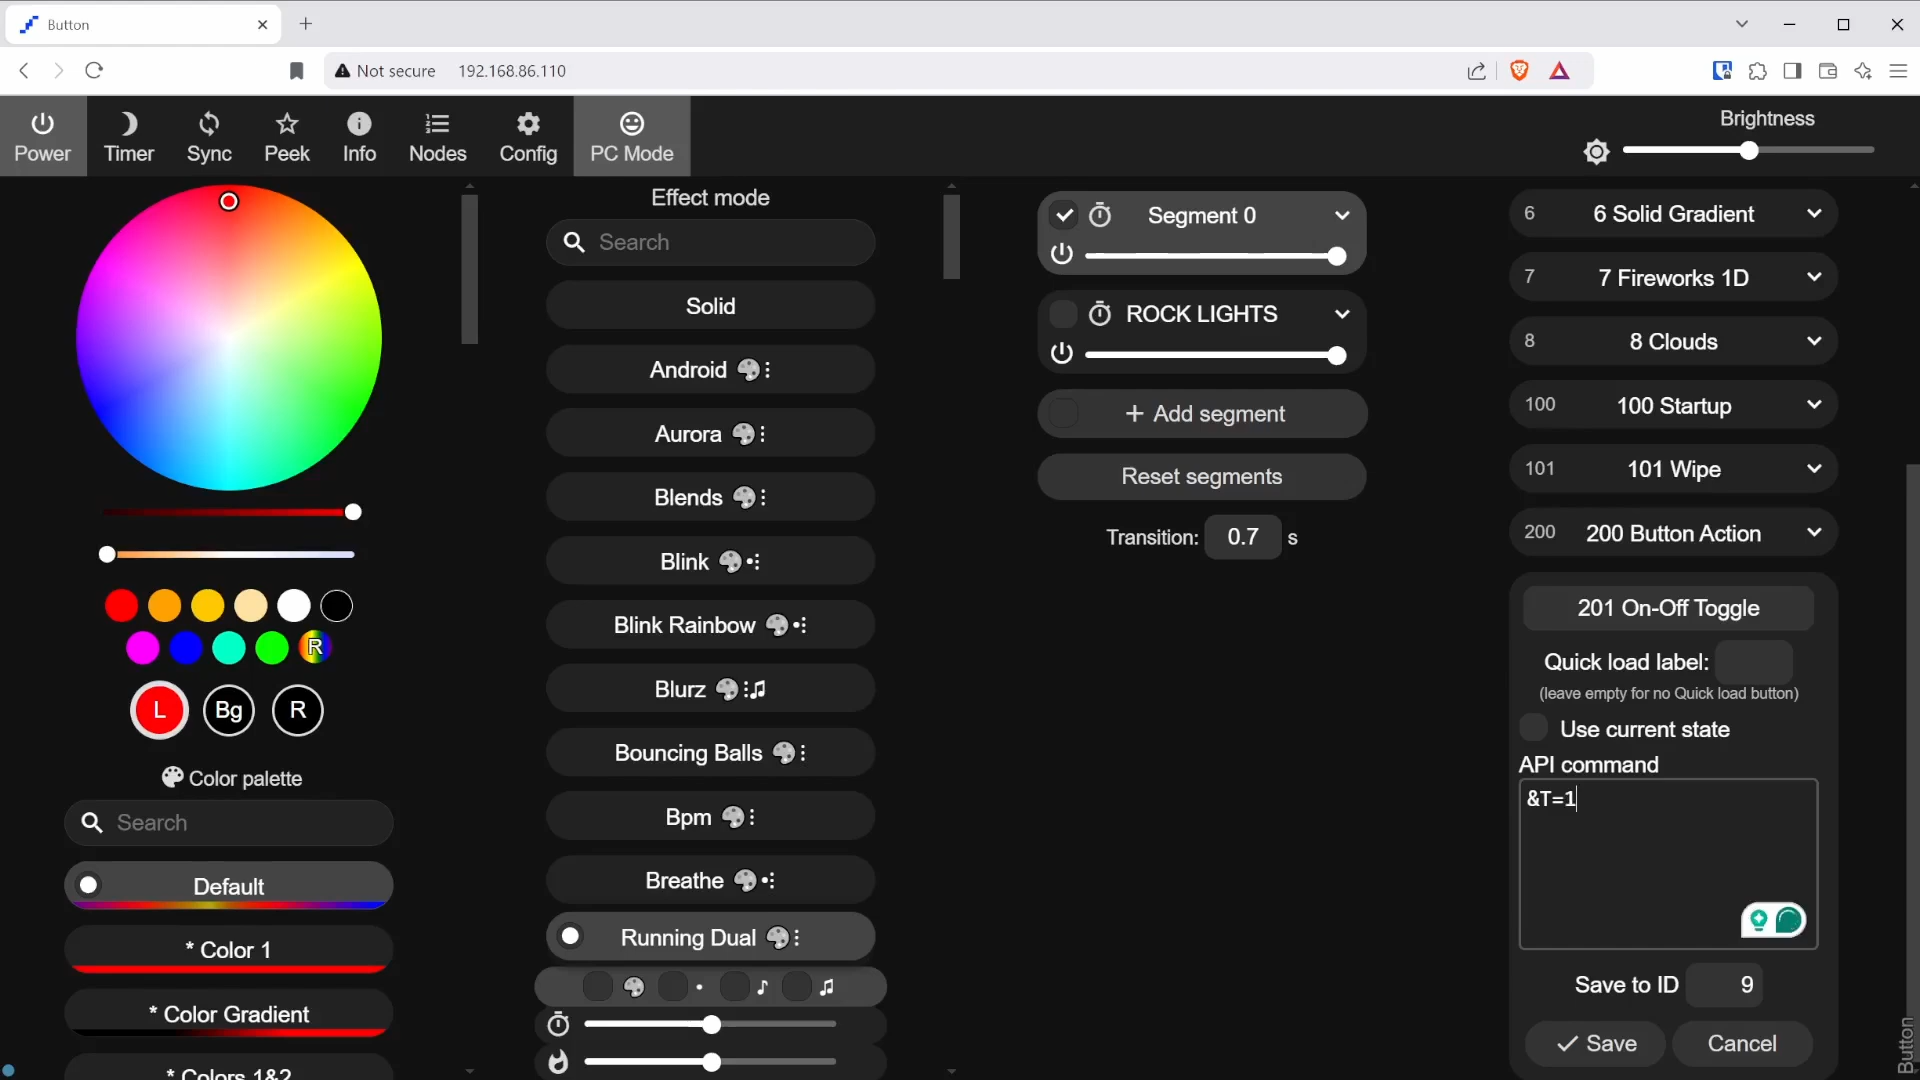 Button
Not secure
192.168.86.110
Power
Timer
Sync
Peek
Info
Nodes
Config
PC Mode
Brightness
L
Bg
R
R
Color palette
Search
Default
* Color 1
* Color Gradient
* Colors 1&2
Effect mode
Search
Solid
Android
Aurora
Blends
Blink
Blink Rainbow
Blurz
Bouncing Balls
Bpm
Breathe
Running Dual
Segment 0
ROCK LIGHTS
+ Add segment
Reset segments
Transition: 0.7 s
6 6 Solid Gradient
7 7 Fireworks 1D
8 8 Clouds
100 100 Startup
101 101 Wipe
200 200 Button Action
201 On-Off Toggle
Quick load label:
(leave empty for no Quick load button)
Use current state
API command
&T=1
Save to ID 9
Save
Cancel
Button